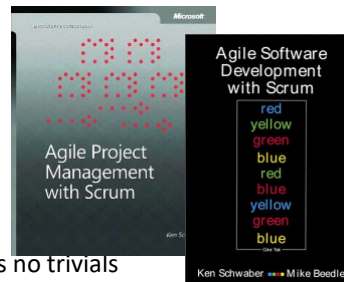 Microsoft
Agile Project
Management
with Scrum
Agile Software
Development
with Scrum
red
yellow
green
blue
red
blue
yellow
green
blue
Ken Schwaber Mike Beedle
s no trivials